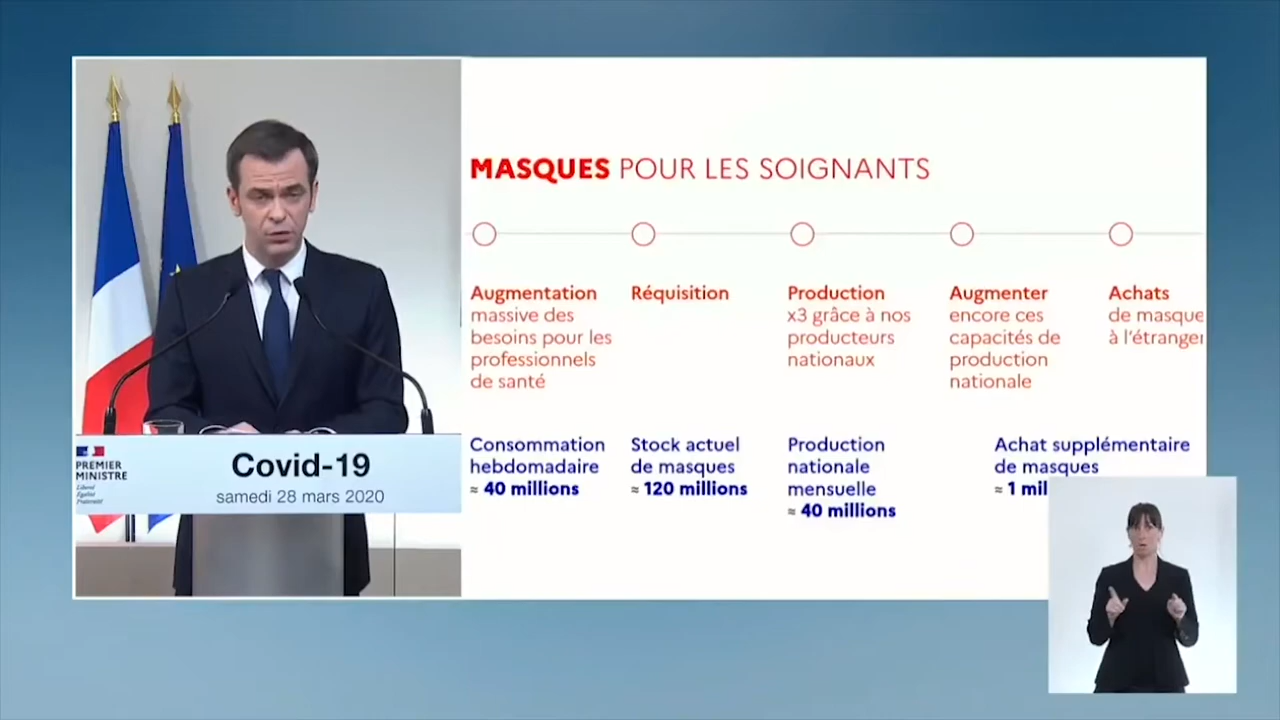 MASQUES POUR LES SOIGNANTS
Augmentation
massive des
besoins pour les
professionnels
de santé
Réquisition
Production
x3 grâce à nos
producteurs
nationaux
Augmenter
encore ces
capacités de
production
nationale
Achats
de masque
à l'étranger
Consommation
hebdomadaire
≈ 40 millions
Stock actuel
de masques
≈ 120 millions
Production
nationale
mensuelle
≈ 40 millions
Achat supplémentaire
de masques
≈ 1 mil
PREMIER
MINISTRE
Liberté
Égalité
Fraternité
Covid-19
samedi 28 mars 2020